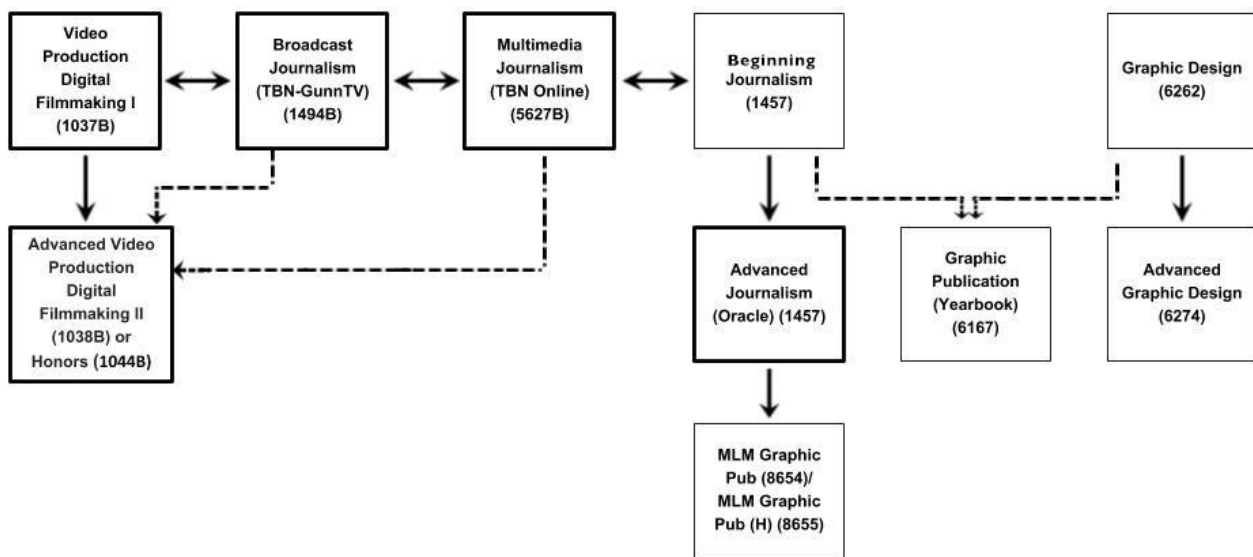 Video
Production
Digital
Filmmaking I
(1037B)
Broadcast
Journalism
(TBN-GunnTV)
(1494B)
Multimedia
Journalism
(TBN Online)
(5627B)
Beginning
Journalism
(1457)
Graphic Design
(6262)
Advanced Video
Production
Digital
Filmmaking II
(1038B) or
Honors (1044B)
Advanced
Journalism
(Oracle) (1457)
Graphic
Publication
(Yearbook)
(6167)
Advanced
Graphic Design
(6274)
MLM Graphic
Pub (8654)/
MLM Graphic
Pub (H) (8655)